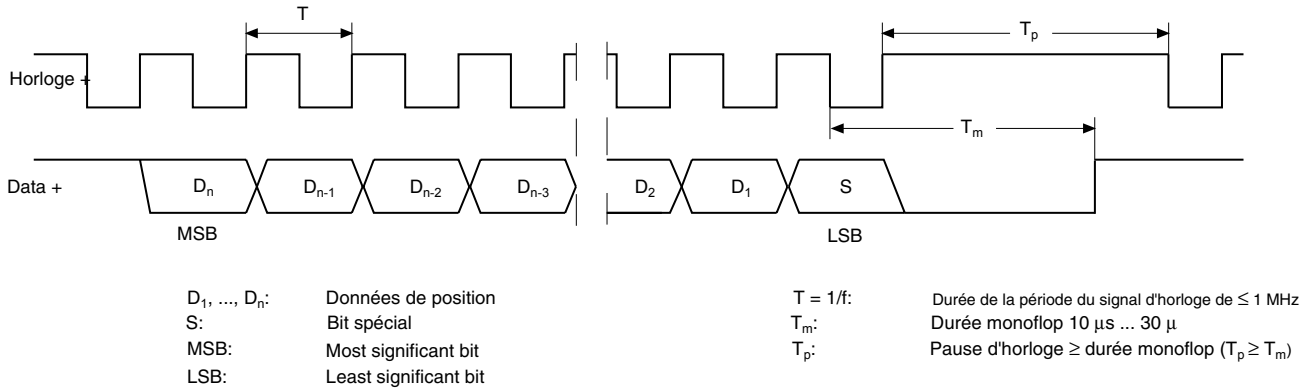 T
Tp
Horloge +
Tm
Data +
Dn
Dn-1
Dn-2
Dn-3
D2
D1
S
MSB
LSB
D1, ..., Dn: Données de position
S: Bit spécial
MSB: Most significant bit
LSB: Least significant bit
T = 1/f: Durée de la période du signal d'horloge de ≤ 1 MHz
Tm: Durée monoflop 10 μs ... 30 μ
Tp: Pause d'horloge ≥ durée monoflop (Tp ≥ Tm)